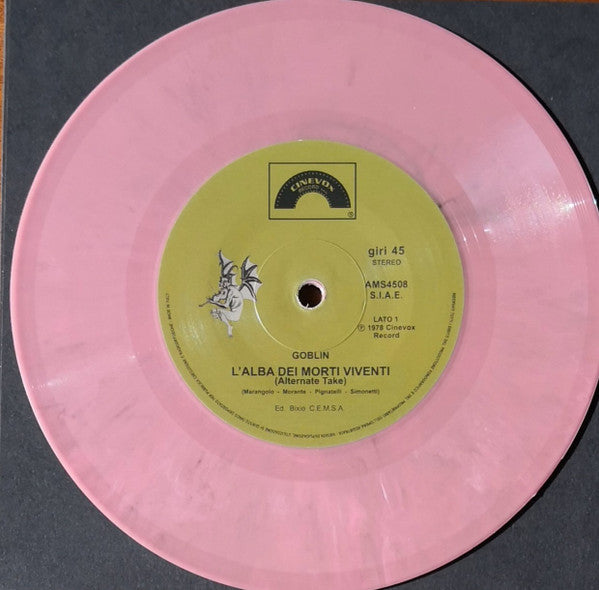 CINEVOX
RECORD
®
giri 45
STEREO
AMS4508
S.I.A.E.
LATO 1
℗ 1978 Cinevox
Record
GOBLIN
L'ALBA DEI MORTI VIVENTI
(Alternate Take)
(Marangolo - Morante - Pignatelli - Simonetti)
Ed. Bixio C.E.M.S.A.